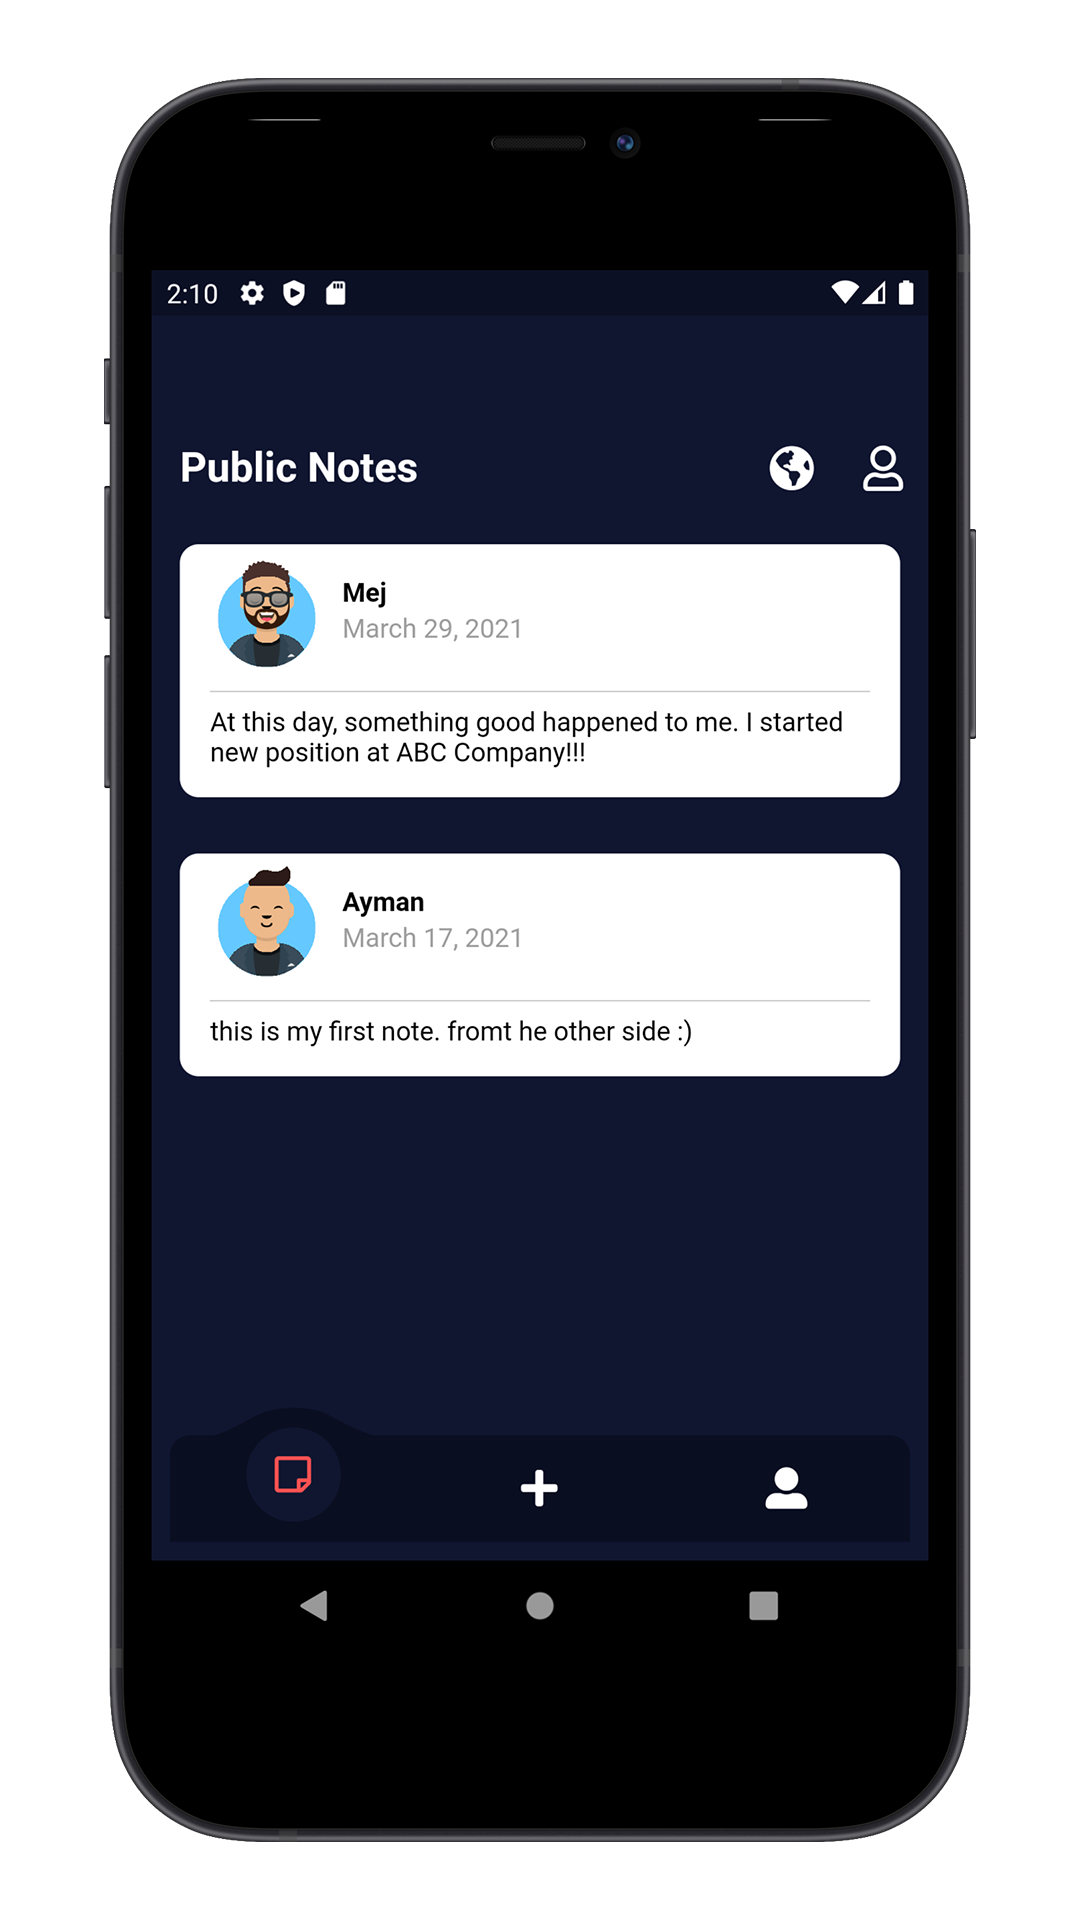 2:10
Public Notes
Mej
March 29, 2021
At this day, something good happened to me. I started
new position at ABC Company!!!
Ayman
March 17, 2021
this is my first note. fromt he other side :)